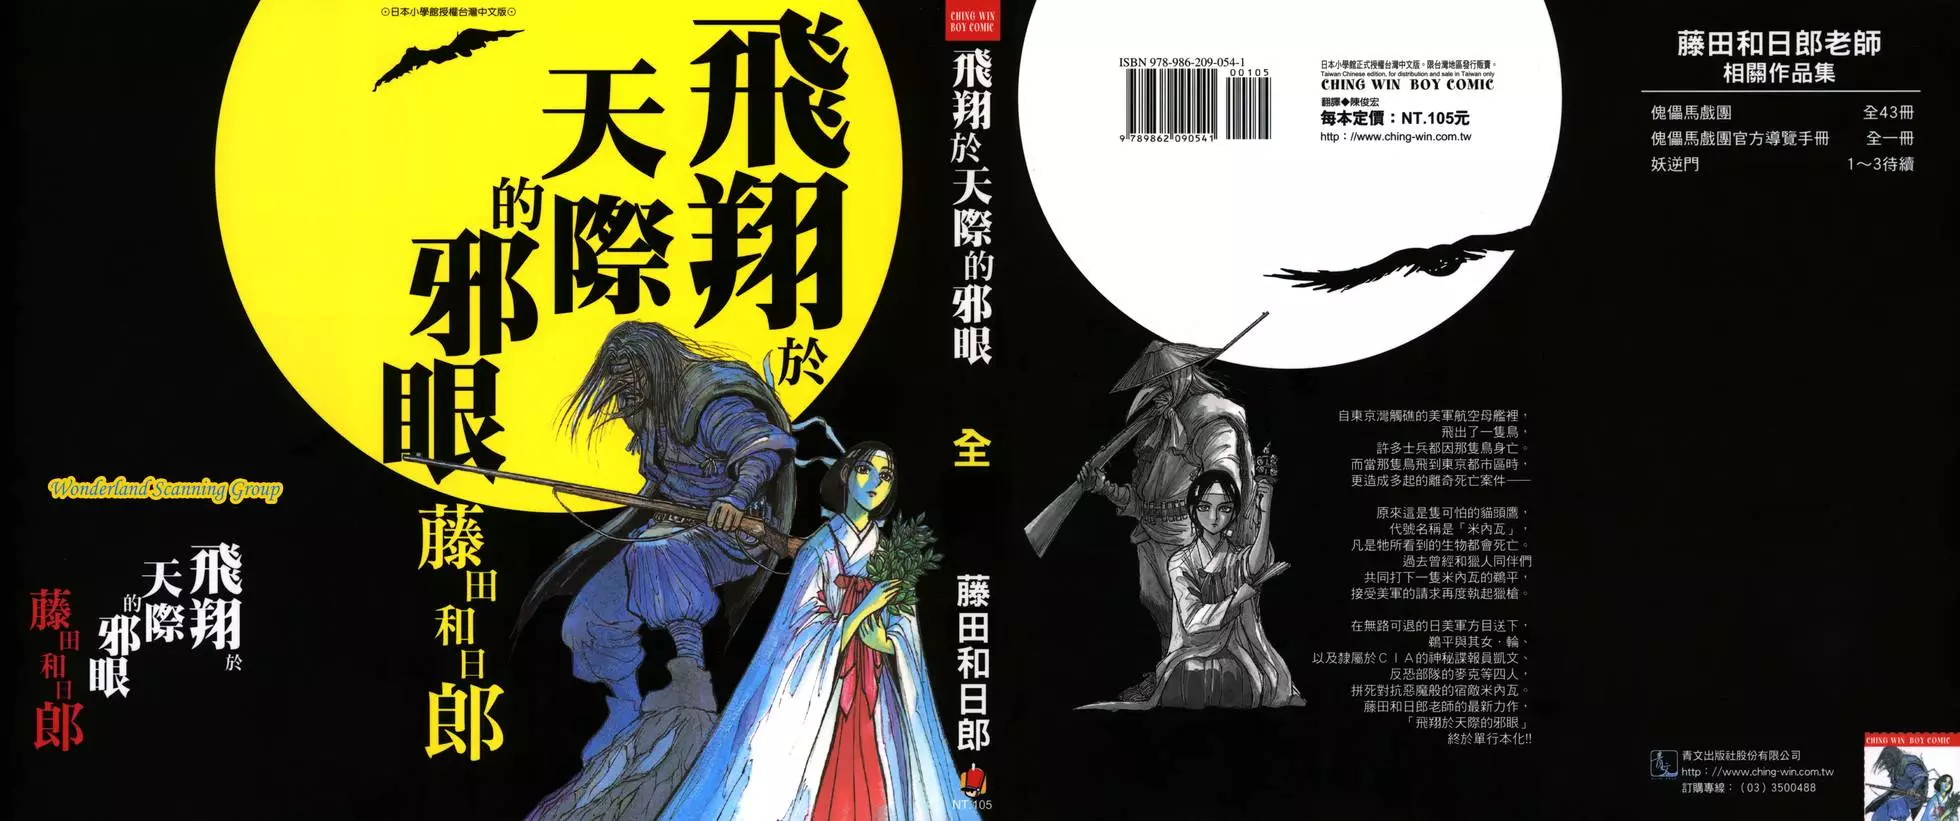 ⊙日本小學館授權台灣中文版⊙
飛翔於
天際
的
邪眼
藤田和日郎
Wonderland Scanning Group
飛翔於
天際
的
邪眼
藤田和日郎
CHING WIN
BOY COMIC
飛翔於天際的邪眼
全
藤田和日郎
NT.105
ISBN 978-986-209-054-1
00105
9 789862 090541
日本小學館正式授權台灣中文版。限台灣地區發行販賣。
Taiwan Chinese edition, for distribution and sale in Taiwan only
CHING WIN BOY COMIC
翻譯◆陳俊宏
每本定價：NT.105元
http：//www.ching-win.com.tw
自東京灣觸礁的美軍航空母艦裡，
飛出了一隻鳥，
許多士兵都因那隻鳥身亡。
而當那隻鳥飛到東京都市區時，
更造成多起的離奇死亡案件——
原來這是隻可怕的貓頭鷹，
代號名稱是「米內瓦」，
凡是牠所看到的生物都會死亡。
過去曾經和獵人同伴們
共同打下一隻米內瓦的鵜平，
接受美軍的請求再度執起獵槍。
在無路可退的日美軍方目送下，
鵜平與其女·輪、
以及隸屬於CIA的神秘諜報員凱文、
反恐部隊的麥克等四人，
拼死對抗惡魔般的宿敵米內瓦。
藤田和日郎老師的最新力作，
「飛翔於天際的邪眼」
終於單行本化!!
藤田和日郎老師
相關作品集
傀儡馬戲團 全43冊
傀儡馬戲團官方導覽手冊 全一冊
妖逆門 1～3待續
青文
青文出版社股份有限公司
http：//www.ching-win.com.tw
訂購專線：（03）3500488
CHING WIN BOY COMIC